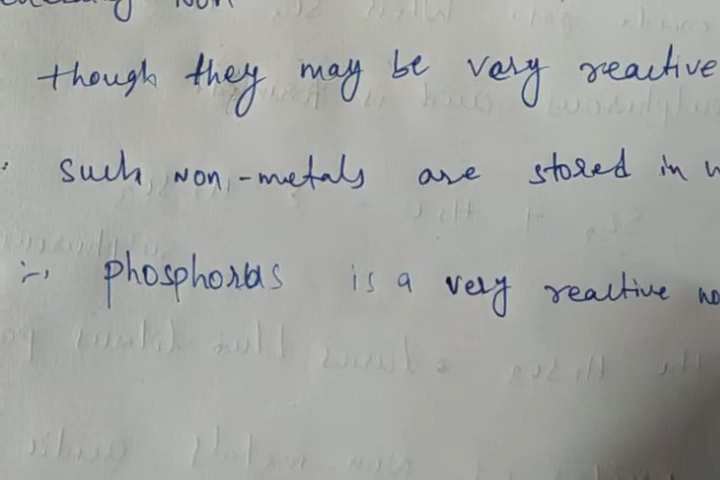 though they may be very reactive
such non-metals are stored in
:-, phosphorus is a very reactive